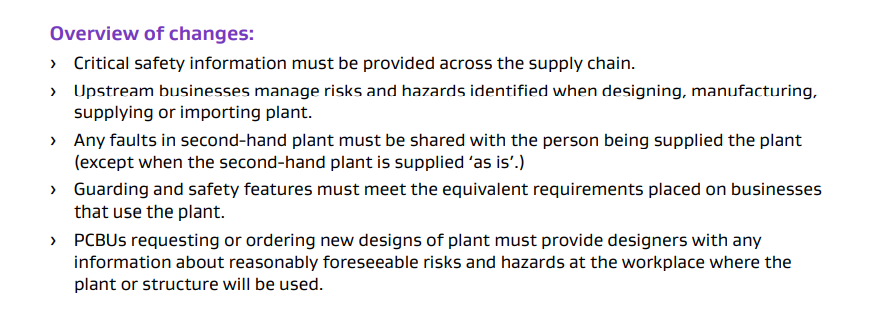 Overview of changes:
› Critical safety information must be provided across the supply chain.
› Upstream businesses manage risks and hazards identified when designing, manufacturing,
supplying or importing plant.
› Any faults in second-hand plant must be shared with the person being supplied the plant
(except when the second-hand plant is supplied ‘as is’.)
› Guarding and safety features must meet the equivalent requirements placed on businesses
that use the plant.
› PCBUs requesting or ordering new designs of plant must provide designers with any
information about reasonably foreseeable risks and hazards at the workplace where the
plant or structure will be used.